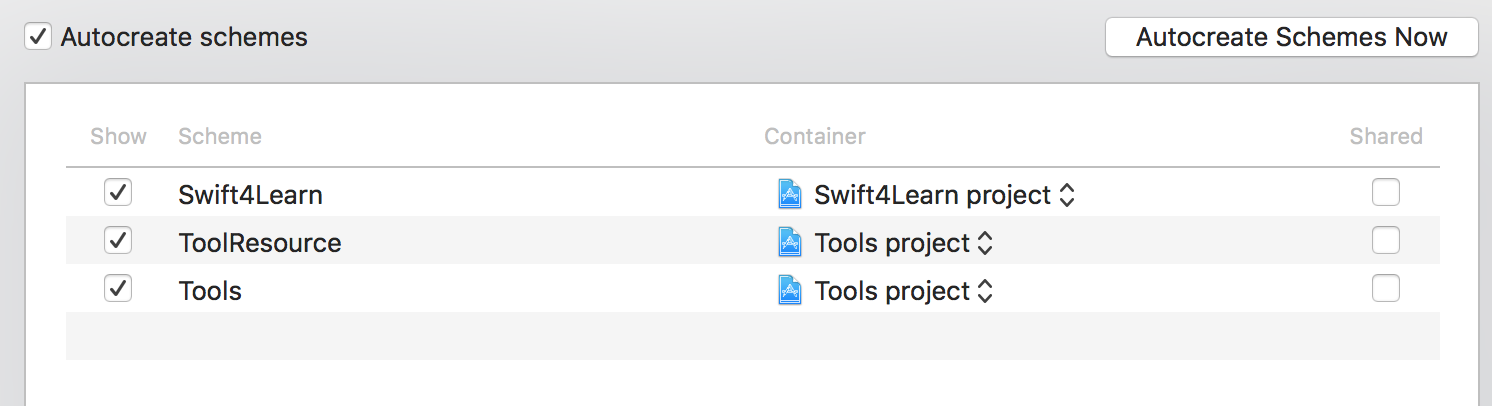 Autocreate schemes Autocreate Schemes Now
Show Scheme Container Shared
Swift4Learn Swift4Learn project
ToolResource Tools project
Tools Tools project